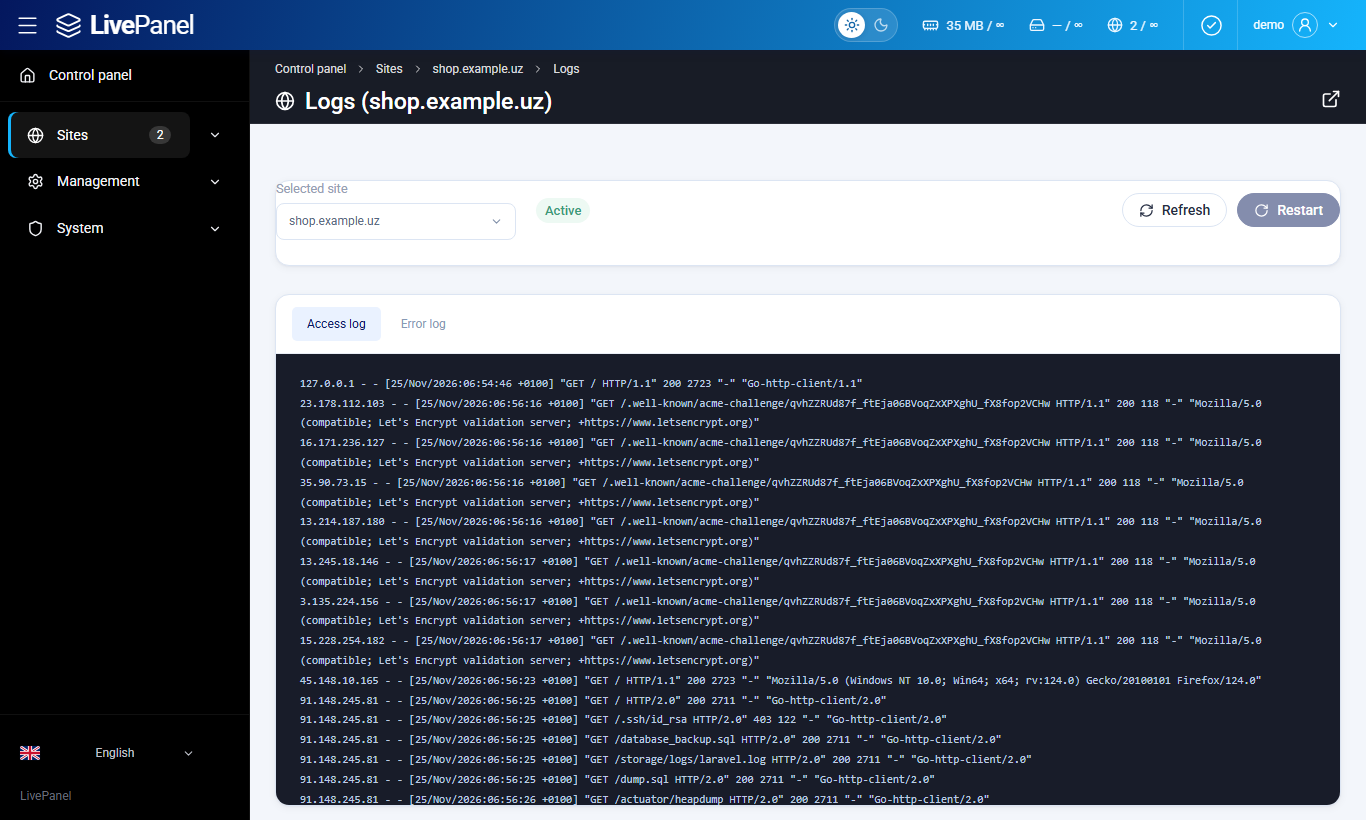 LivePanel
35 MB / ∞
— / ∞
2 / ∞
demo
Control panel
Sites
2
Management
System
English
LivePanel
Control panel > Sites > shop.example.uz > Logs
Logs (shop.example.uz)
Selected site
shop.example.uz
Active
Refresh
Restart
Access log
Error log
127.0.0.1 - - [25/Nov/2026:06:54:46 +0100] "GET / HTTP/1.1" 200 2723 "-" "Go-http-client/1.1"
23.178.112.103 - - [25/Nov/2026:06:56:16 +0100] "GET /.well-known/acme-challenge/qvhZZRUd87f_ftEja06BVoqZxXPXghU_fX8fop2VCHw HTTP/1.1" 200 118 "-" "Mozilla/5.0
(compatible; Let's Encrypt validation server; +https://www.letsencrypt.org)"
16.171.236.127 - - [25/Nov/2026:06:56:16 +0100] "GET /.well-known/acme-challenge/qvhZZRUd87f_ftEja06BVoqZxXPXghU_fX8fop2VCHw HTTP/1.1" 200 118 "-" "Mozilla/5.0
(compatible; Let's Encrypt validation server; +https://www.letsencrypt.org)"
35.90.73.15 - - [25/Nov/2026:06:56:16 +0100] "GET /.well-known/acme-challenge/qvhZZRUd87f_ftEja06BVoqZxXPXghU_fX8fop2VCHw HTTP/1.1" 200 118 "-" "Mozilla/5.0
(compatible; Let's Encrypt validation server; +https://www.letsencrypt.org)"
13.214.187.180 - - [25/Nov/2026:06:56:16 +0100] "GET /.well-known/acme-challenge/qvhZZRUd87f_ftEja06BVoqZxXPXghU_fX8fop2VCHw HTTP/1.1" 200 118 "-" "Mozilla/5.0
(compatible; Let's Encrypt validation server; +https://www.letsencrypt.org)"
13.245.18.146 - - [25/Nov/2026:06:56:17 +0100] "GET /.well-known/acme-challenge/qvhZZRUd87f_ftEja06BVoqZxXPXghU_fX8fop2VCHw HTTP/1.1" 200 118 "-" "Mozilla/5.0
(compatible; Let's Encrypt validation server; +https://www.letsencrypt.org)"
3.135.224.156 - - [25/Nov/2026:06:56:17 +0100] "GET /.well-known/acme-challenge/qvhZZRUd87f_ftEja06BVoqZxXPXghU_fX8fop2VCHw HTTP/1.1" 200 118 "-" "Mozilla/5.0
(compatible; Let's Encrypt validation server; +https://www.letsencrypt.org)"
15.228.254.182 - - [25/Nov/2026:06:56:17 +0100] "GET /.well-known/acme-challenge/qvhZZRUd87f_ftEja06BVoqZxXPXghU_fX8fop2VCHw HTTP/1.1" 200 118 "-" "Mozilla/5.0
(compatible; Let's Encrypt validation server; +https://www.letsencrypt.org)"
45.148.10.165 - - [25/Nov/2026:06:56:23 +0100] "GET / HTTP/1.1" 200 2723 "-" "Mozilla/5.0 (Windows NT 10.0; Win64; x64; rv:124.0) Gecko/20100101 Firefox/124.0"
91.148.245.81 - - [25/Nov/2026:06:56:25 +0100] "GET / HTTP/2.0" 200 2711 "-" "Go-http-client/2.0"
91.148.245.81 - - [25/Nov/2026:06:56:25 +0100] "GET /.ssh/id_rsa HTTP/2.0" 403 122 "-" "Go-http-client/2.0"
91.148.245.81 - - [25/Nov/2026:06:56:25 +0100] "GET /database_backup.sql HTTP/2.0" 200 2711 "-" "Go-http-client/2.0"
91.148.245.81 - - [25/Nov/2026:06:56:25 +0100] "GET /storage/logs/laravel.log HTTP/2.0" 200 2711 "-" "Go-http-client/2.0"
91.148.245.81 - - [25/Nov/2026:06:56:25 +0100] "GET /dump.sql HTTP/2.0" 200 2711 "-" "Go-http-client/2.0"
91.148.245.81 - - [25/Nov/2026:06:56:26 +0100] "GET /actuator/heapdump HTTP/2.0" 200 2711 "-" "Go-http-client/2.0"